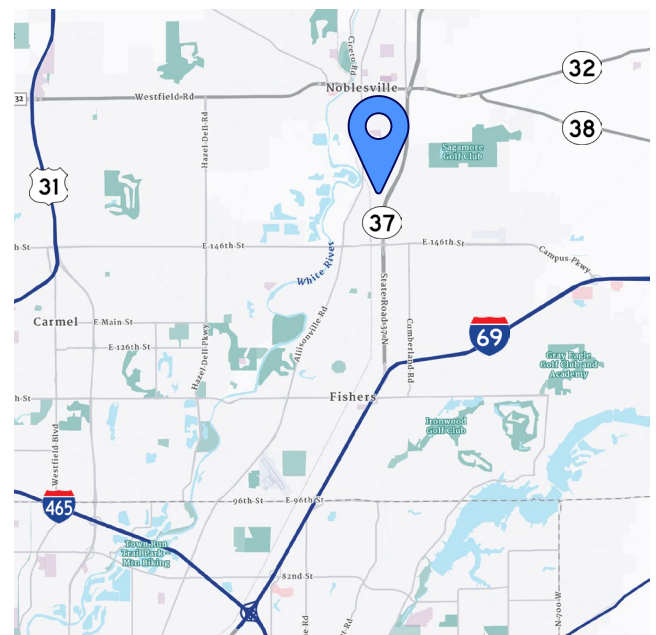 Cicero Rd
32
Noblesville
32
Westfield Rd
38
Hazel Dell Rd
Sagamore
Golf Club
31
37
E 146th St
E 146th St
Campus Pkwy
White River
State Road 37 N
Carmel
E Main St
Allisonville Rd
Cumberland Rd
69
E 126th St
Hazel Dell Pkwy
Gray Eagle
Golf Club and
Academy
h St
Fishers
Ironwood
Golf Club
Westfield Blvd
465
96th St
E 96th St
Town Run
Trail Park -
Mtn Biking
82nd St
N 700 W